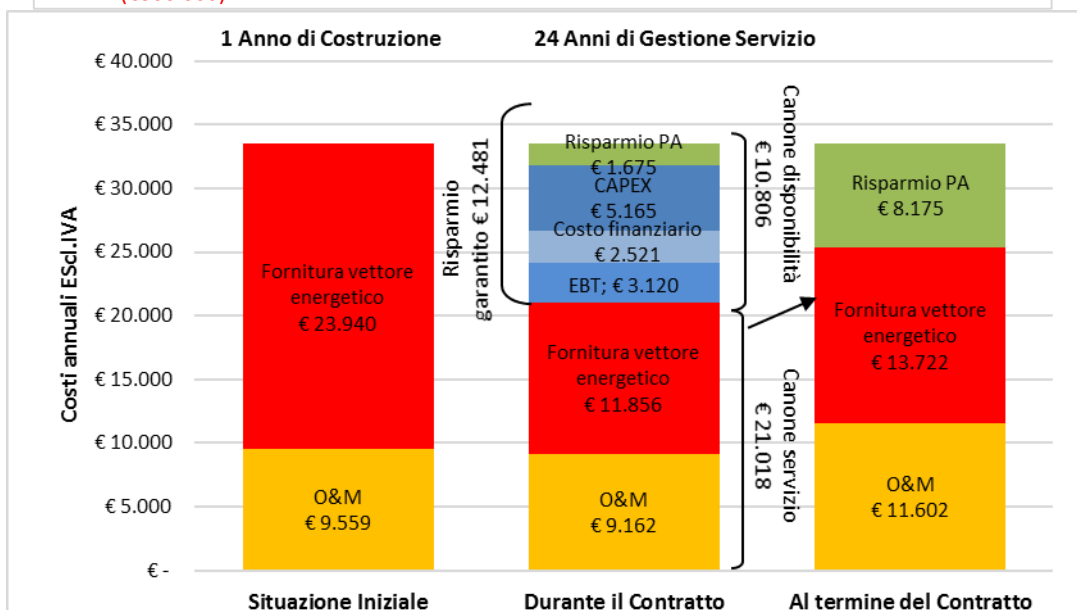 1 Anno di Costruzione
24 Anni di Gestione Servizio
Costi annuali EScl.IVA
€ 40.000
€ 35.000
€ 30.000
€ 25.000
€ 20.000
€ 15.000
€ 10.000
€ 5.000
€ -
Fornitura vettore
energetico
€ 23.940
O&M
€ 9.559
Risparmio
garantito € 12.481
Risparmio PA
€ 1.675
CAPEX
€ 5.165
Costo finanziario
€ 2.521
EBT; € 3.120
Fornitura vettore
energetico
€ 11.856
O&M
€ 9.162
Canone disponibilità
€ 10.806
Canone servizio
€ 21.018
Risparmio PA
€ 8.175
Fornitura vettore
energetico
€ 13.722
O&M
€ 11.602
Situazione Iniziale
Durante il Contratto
Al termine del Contratto